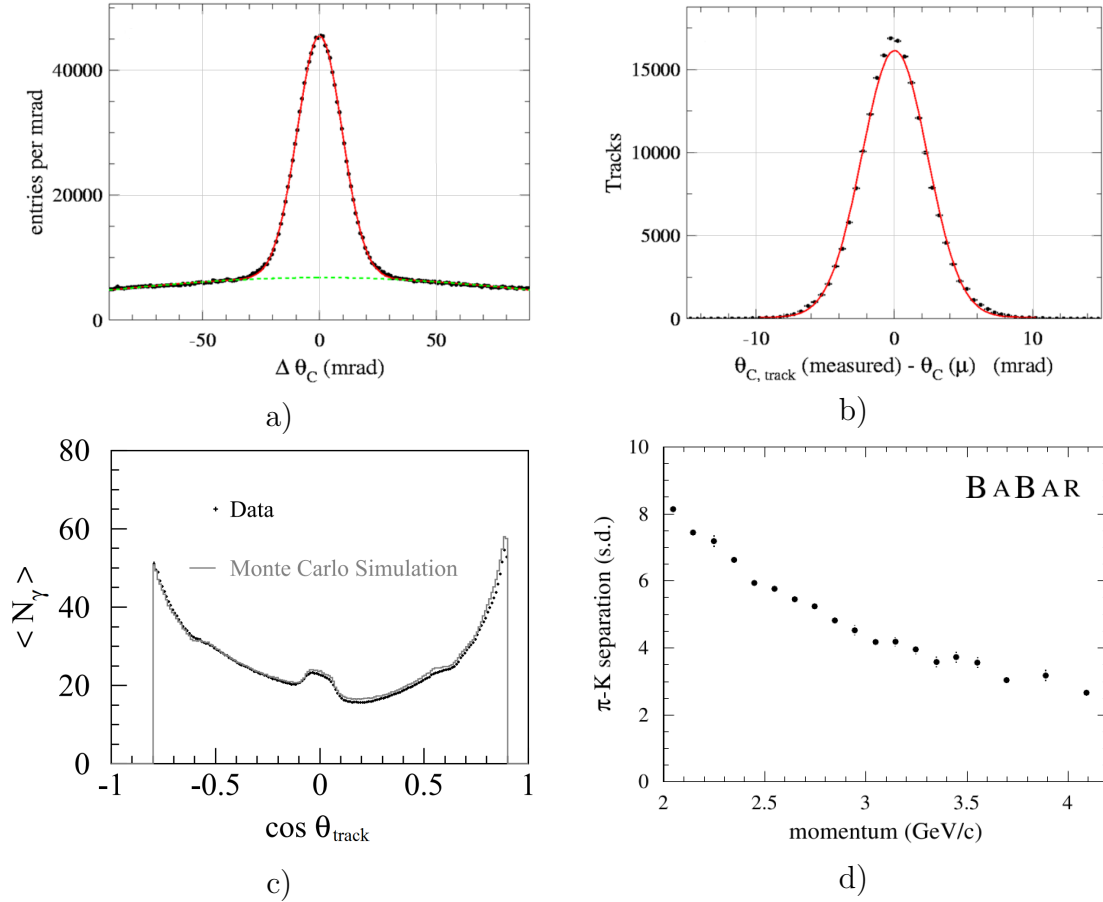 entries per mrad
40000
20000
0
-50
0
50
Δ θC (mrad)
a)
Tracks
15000
10000
5000
0
-10
0
10
θC, track (measured) - θC (μ) (mrad)
b)
< Nγ >
80
60
40
20
0
Data
Monte Carlo Simulation
-1
-0.5
0
0.5
1
cos θtrack
c)
π-K separation (s.d.)
10
8
6
4
2
0
BABAR
2
2.5
3
3.5
4
momentum (GeV/c)
d)